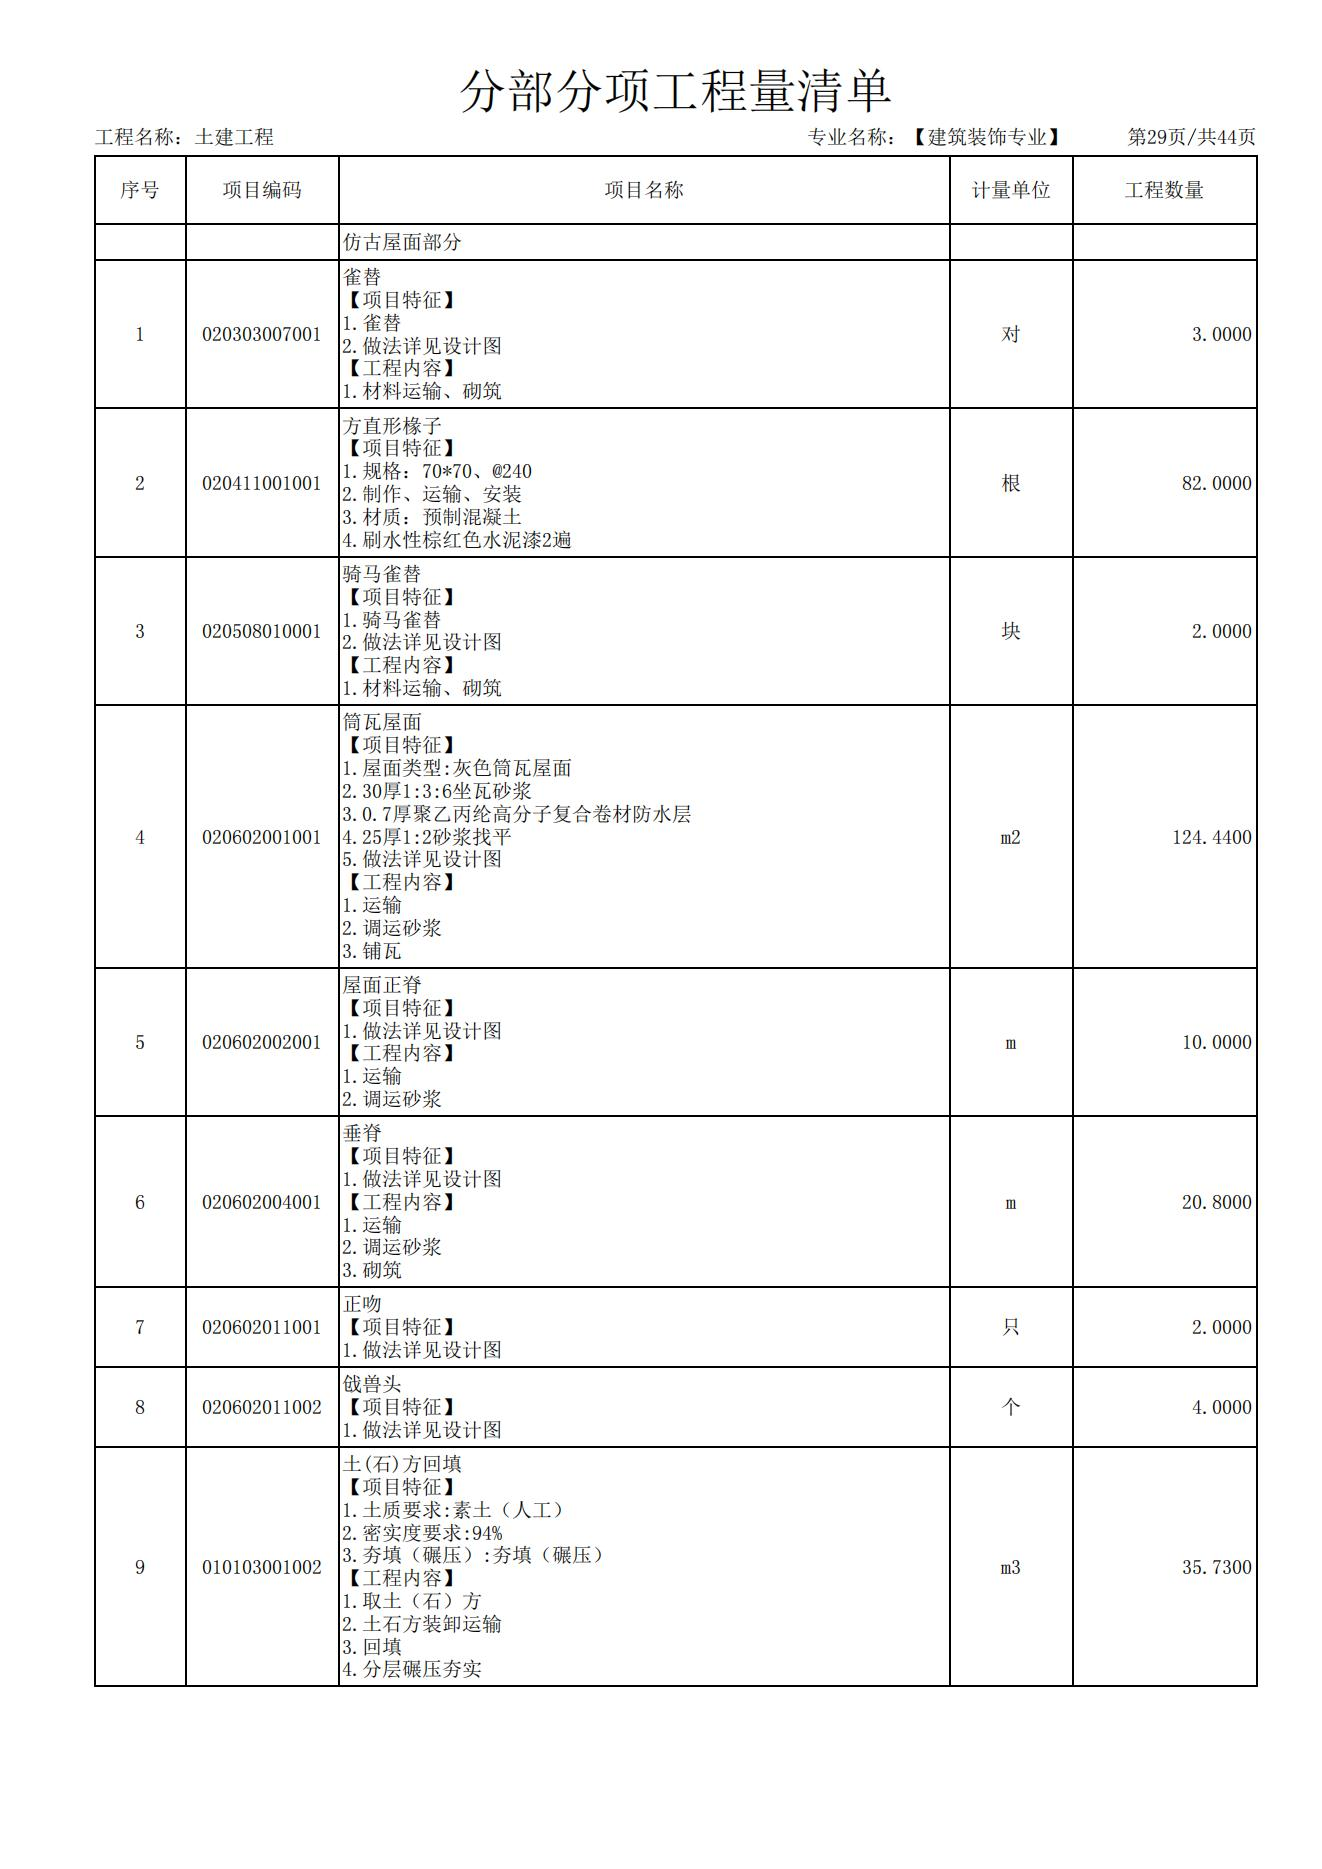 分部分项工程量清单
工程名称：土建工程 专业名称：【建筑装饰专业】 第29页/共44页
序号 项目编码 项目名称 计量单位 工程数量
仿古屋面部分
1 020303007001 对 3.0000
雀替
【项目特征】
1.雀替
2.做法详见设计图
【工程内容】
1.材料运输、砌筑
2 020411001001 根 82.0000
方直形椽子
【项目特征】
1.规格：70*70、@240
2.制作、运输、安装
3.材质：预制混凝土
4.刷水性棕红色水泥漆2遍
3 020508010001 块 2.0000
骑马雀替
【项目特征】
1.骑马雀替
2.做法详见设计图
【工程内容】
1.材料运输、砌筑
4 020602001001 m2 124.4400
筒瓦屋面
【项目特征】
1.屋面类型:灰色筒瓦屋面
2.30厚1:3:6坐瓦砂浆
3.0.7厚聚乙丙纶高分子复合卷材防水层
4.25厚1:2砂浆找平
5.做法详见设计图
【工程内容】
1.运输
2.调运砂浆
3.铺瓦
5 020602002001 m 10.0000
屋面正脊
【项目特征】
1.做法详见设计图
【工程内容】
1.运输
2.调运砂浆
6 020602004001 m 20.8000
垂脊
【项目特征】
1.做法详见设计图
【工程内容】
1.运输
2.调运砂浆
3.砌筑
7 020602011001 只 2.0000
正吻
【项目特征】
1.做法详见设计图
8 020602011002 个 4.0000
戗兽头
【项目特征】
1.做法详见设计图
9 010103001002 m3 35.7300
土(石)方回填
【项目特征】
1.土质要求:素土（人工）
2.密实度要求:94%
3.夯填（碾压）:夯填（碾压）
【工程内容】
1.取土（石）方
2.土石方装卸运输
3.回填
4.分层碾压夯实